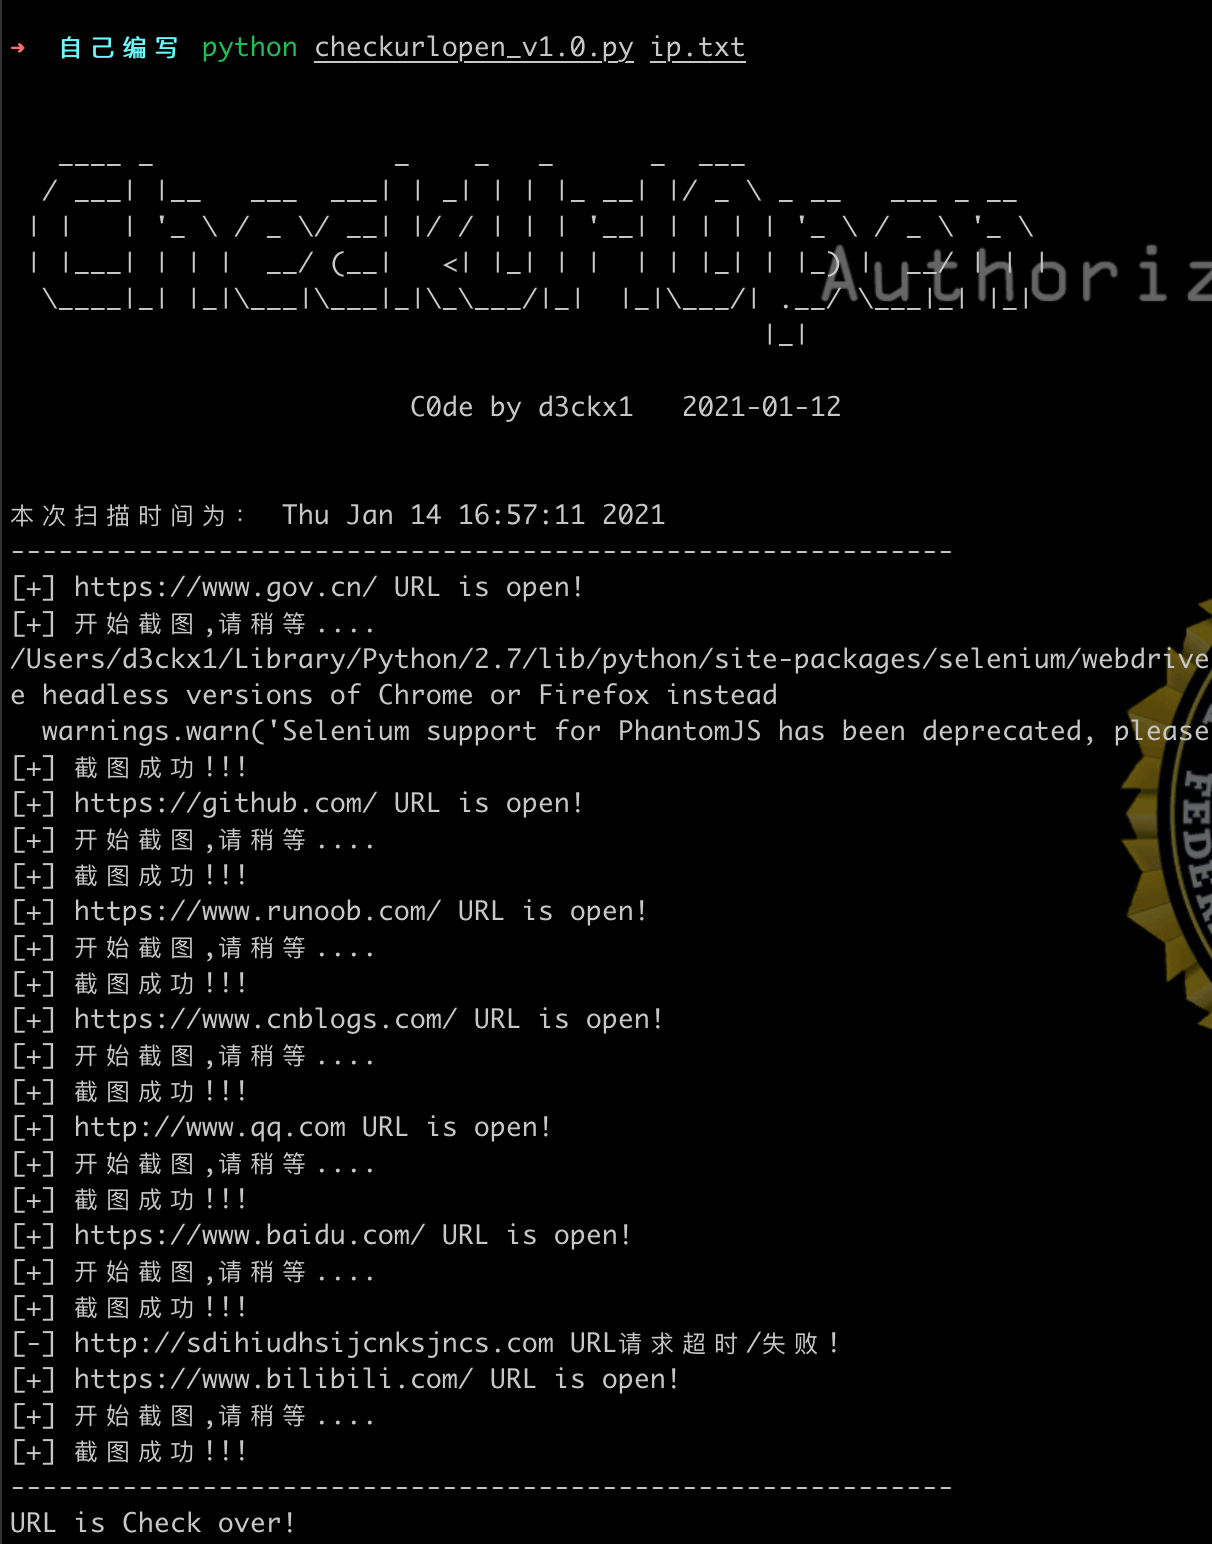 ➜ 自己编写 python checkurlopen_v1.0.py ip.txt
CheckUrlOpen
Authoriz
C0de by d3ckx1   2021-01-12
本次扫描时间为:  Thu Jan 14 16:57:11 2021
-----------------------------------------------------------
[+] https://www.gov.cn/ URL is open!
[+] 开始截图,请稍等....
/Users/d3ckx1/Library/Python/2.7/lib/python/site-packages/selenium/webdrive
e headless versions of Chrome or Firefox instead
  warnings.warn('Selenium support for PhantomJS has been deprecated, please
[+] 截图成功!!!
[+] https://github.com/ URL is open!
[+] 开始截图,请稍等....
[+] 截图成功!!!
[+] https://www.runoob.com/ URL is open!
[+] 开始截图,请稍等....
[+] 截图成功!!!
[+] https://www.cnblogs.com/ URL is open!
[+] 开始截图,请稍等....
[+] 截图成功!!!
[+] http://www.qq.com URL is open!
[+] 开始截图,请稍等....
[+] 截图成功!!!
[+] https://www.baidu.com/ URL is open!
[+] 开始截图,请稍等....
[+] 截图成功!!!
[-] http://sdihiudhsijcnksjncs.com URL请求超时/失败!
[+] https://www.bilibili.com/ URL is open!
[+] 开始截图,请稍等....
[+] 截图成功!!!
-----------------------------------------------------------
URL is Check over!